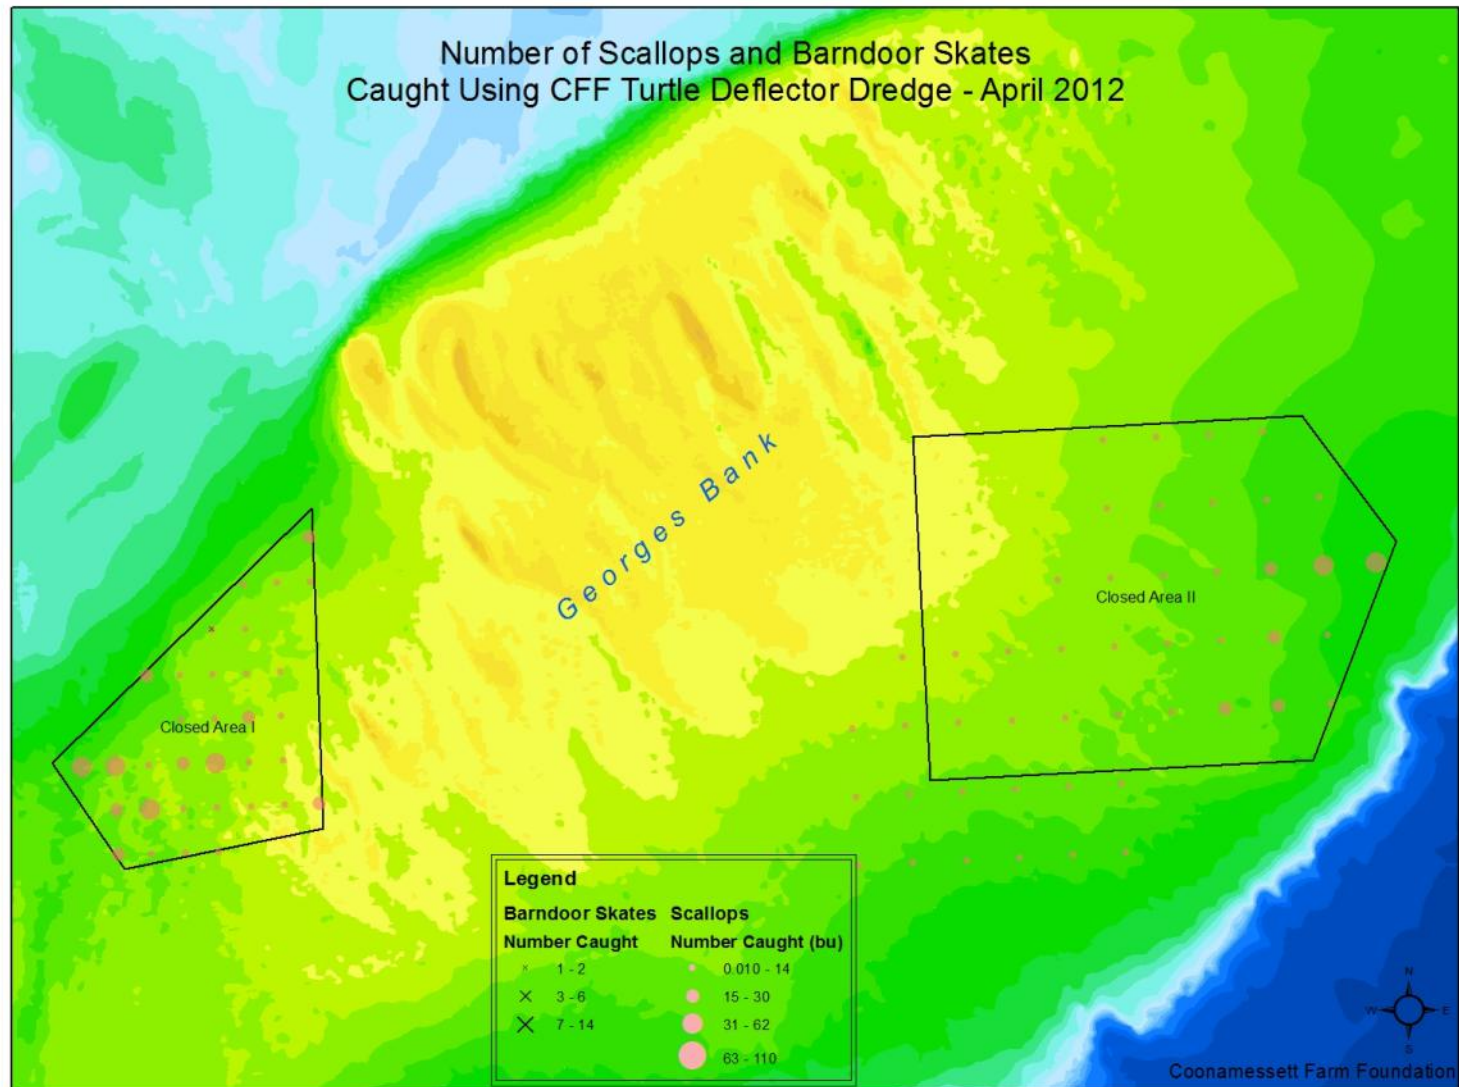 Number of Scallops and Barndoor Skates
Caught Using CFF Turtle Deflector Dredge - April 2012
Georges Bank
Closed Area II
Closed Area I
Legend
Barndoor Skates Scallops
Number Caught Number Caught (bu)
1 - 2 0.010 - 14
3 - 6 15 - 30
7 - 14 31 - 62
63 - 110
N
W E
S
Coonamessett Farm Foundation